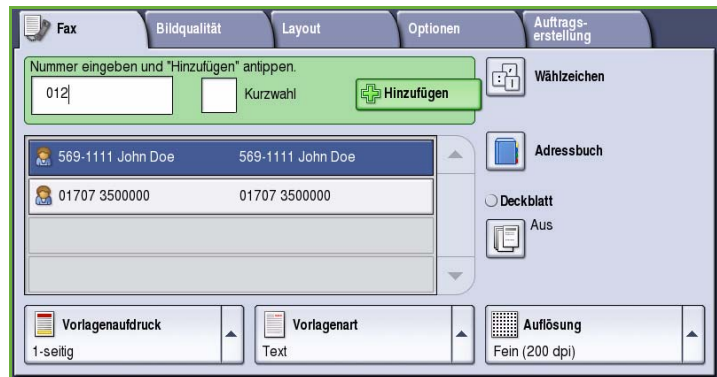 Fax
Bildqualität
Layout
Optionen
Auftrags-
erstellung
Nummer eingeben und "Hinzufügen" antippen.
012
Kurzwahl
Hinzufügen
Wählzeichen
569-1111 John Doe 569-1111 John Doe
01707 3500000 01707 3500000
Adressbuch
Deckblatt
Aus
Vorlagenaufdruck
1-seitig
Vorlagenart
Text
Auflösung
Fein (200 dpi)